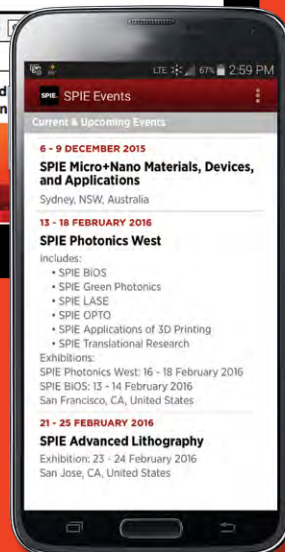 d
n
LTE 67% 2:59 PM
SPIE. SPIE Events
Current & Upcoming Events
6 - 9 DECEMBER 2015
SPIE Micro+Nano Materials, Devices,
and Applications
Sydney, NSW, Australia
13 - 18 FEBRUARY 2016
SPIE Photonics West
Includes:
• SPIE BiOS
• SPIE Green Photonics
• SPIE LASE
• SPIE OPTO
• SPIE Applications of 3D Printing
• SPIE Translational Research
Exhibitions:
SPIE Photonics West: 16 - 18 February 2016
SPIE BiOS: 13 - 14 February 2016
San Francisco, CA, United States
21 - 25 FEBRUARY 2016
SPIE Advanced Lithography
Exhibition: 23 - 24 February 2016
San Jose, CA, United States